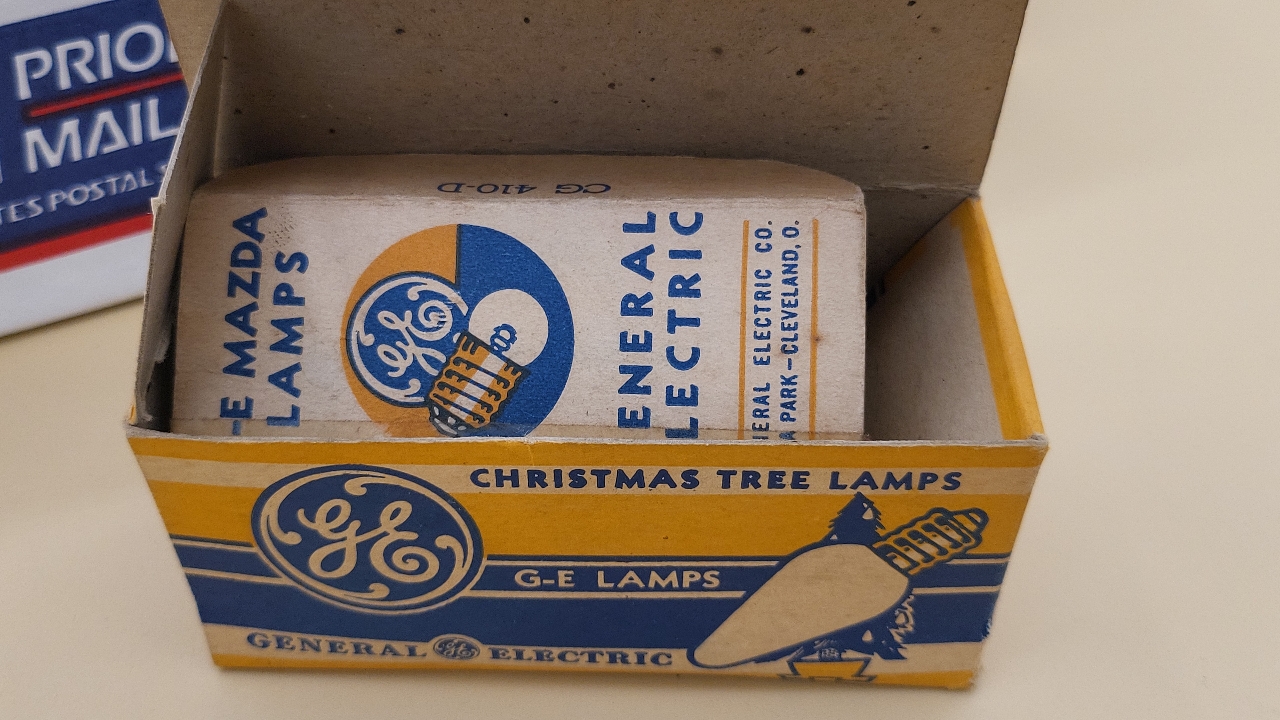 PRIO
MAIL
TES POSTAL S
CG 410-D
-E MAZDA
LAMPS
GE
ENERAL
LECTRIC
ERAL ELECTRIC CO.
A PARK-CLEVELAND, O.
CHRISTMAS TREE LAMPS
GE
G-E LAMPS
GENERAL GE ELECTRIC